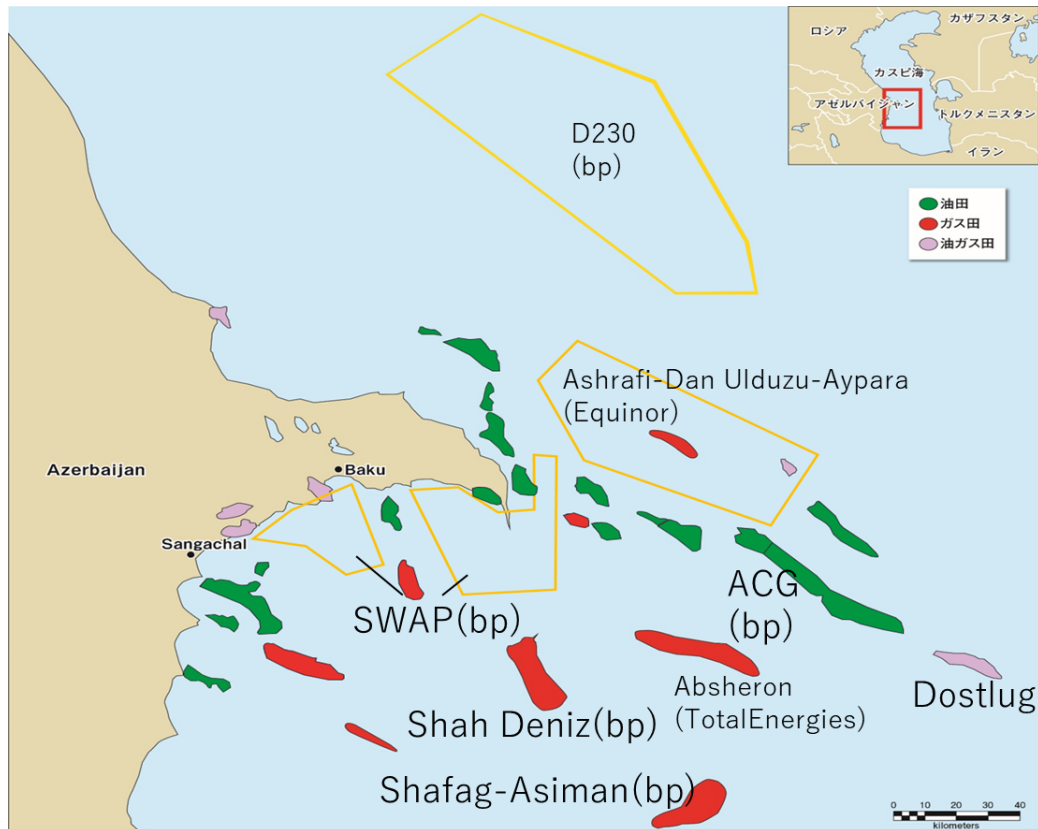 ロシア
カザフスタン
カスピ海
アゼルバイジャン
トルクメニスタン
イラン
D230
(bp)
油田
ガス田
油ガス田
Ashrafi-Dan Ulduzu-Aypara
(Equinor)
Azerbaijan
Baku
Sangachal
SWAP(bp)
ACG
(bp)
Absheron
(TotalEnergies)
Dostlug
Shah Deniz(bp)
Shafag-Asiman(bp)
0 10 20 30 40
kilometers